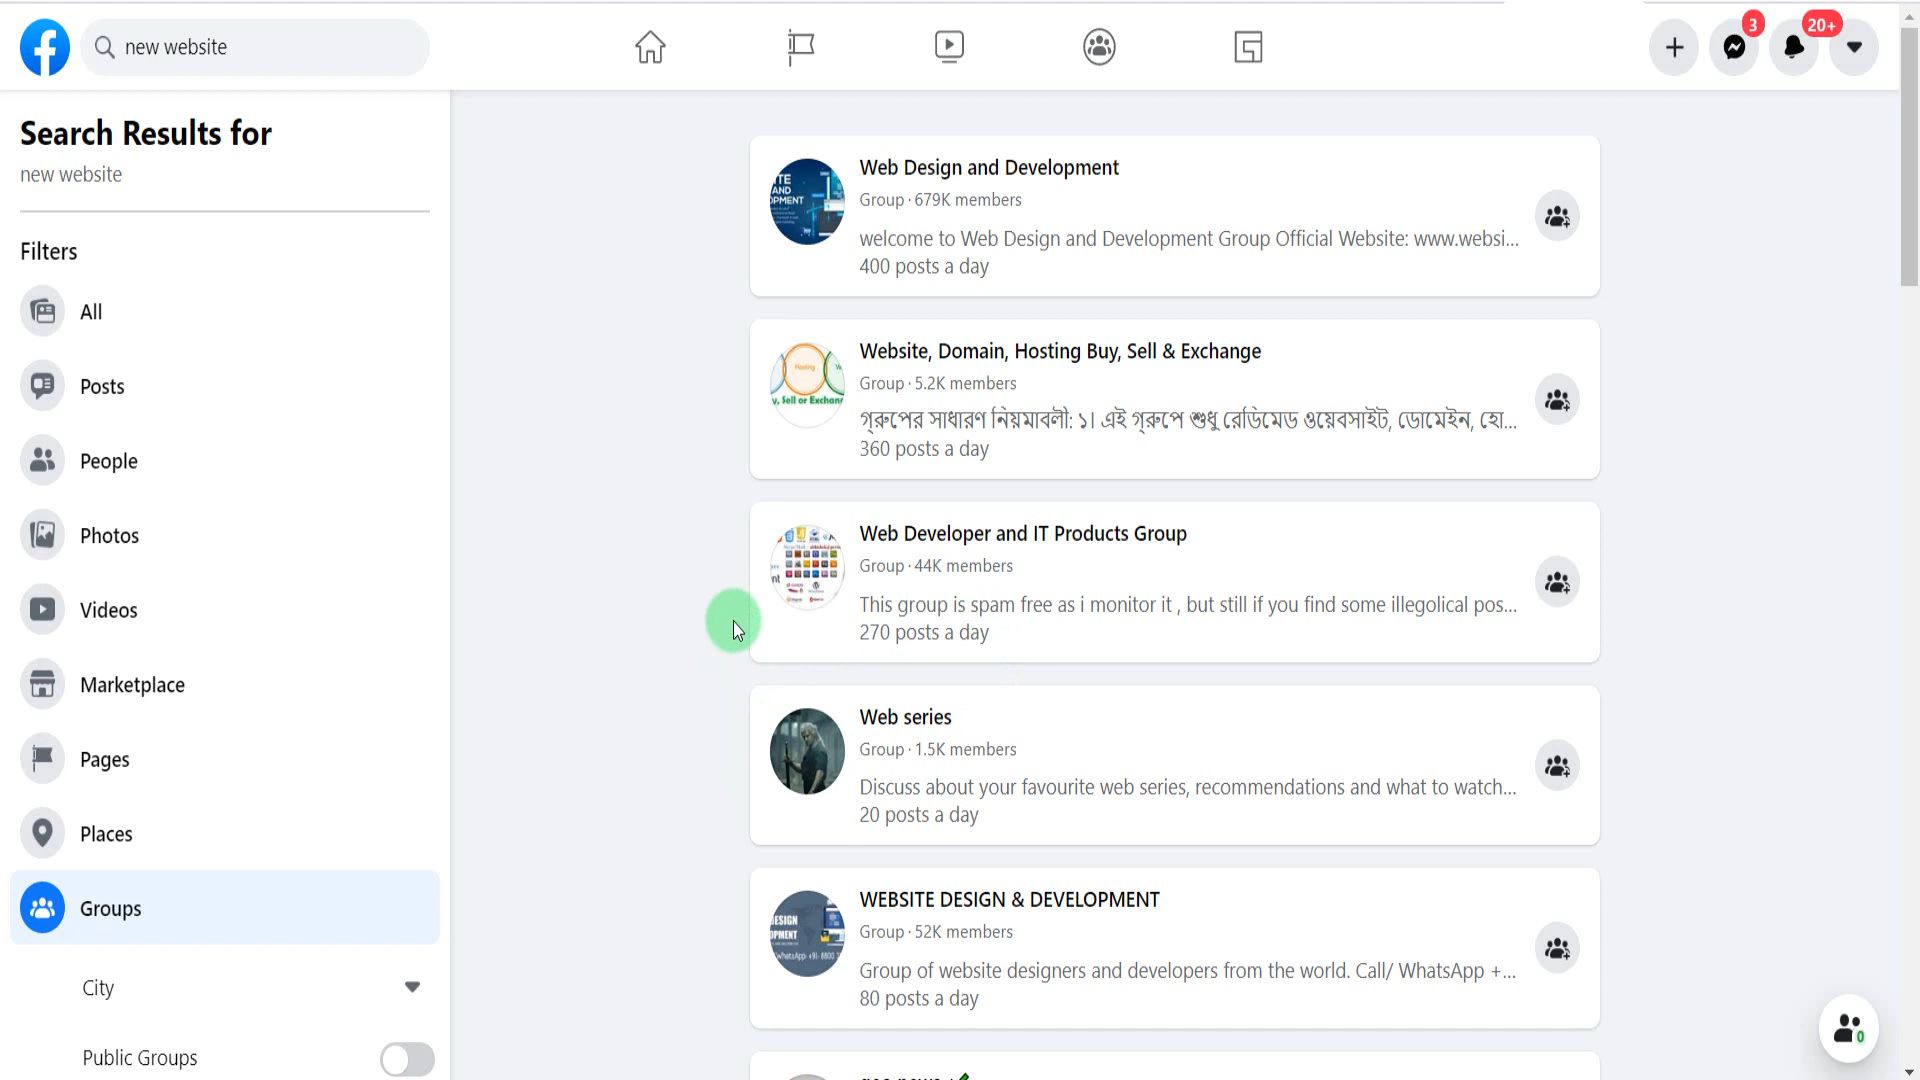 new website
3
20+
Search Results for
new website
Filters
All
Posts
People
Photos
Videos
Marketplace
Pages
Places
Groups
City
Public Groups
Web Design and Development
Group · 679K members
welcome to Web Design and Development Group Official Website: www.websi...
400 posts a day
Website, Domain, Hosting Buy, Sell & Exchange
Group · 5.2K members
গ্রুপের সাধারণ নিয়মাবলী: ১। এই গ্রুপে শুধু রেডিমেড ওয়েবসাইট, ডোমেইন, হো...
360 posts a day
Web Developer and IT Products Group
Group · 44K members
This group is spam free as i monitor it , but still if you find some illegolical pos...
270 posts a day
Web series
Group · 1.5K members
Discuss about your favourite web series, recommendations and what to watch...
20 posts a day
WEBSITE DESIGN & DEVELOPMENT
Group · 52K members
Group of website designers and developers from the world. Call/ WhatsApp +...
80 posts a day
0